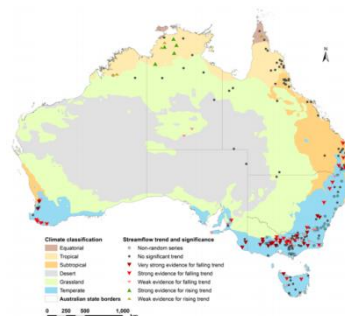 N
Climate classification
Equatorial
Tropical
Subtropical
Desert
Grassland
Temperate
Australian state borders
0 250 500 1,000
Streamflow trend and significance
Non-random series
No significant trend
Very strong evidence for falling trend
Strong evidence for falling trend
Weak evidence for falling trend
Strong evidence for rising trend
Weak evidence for rising trend